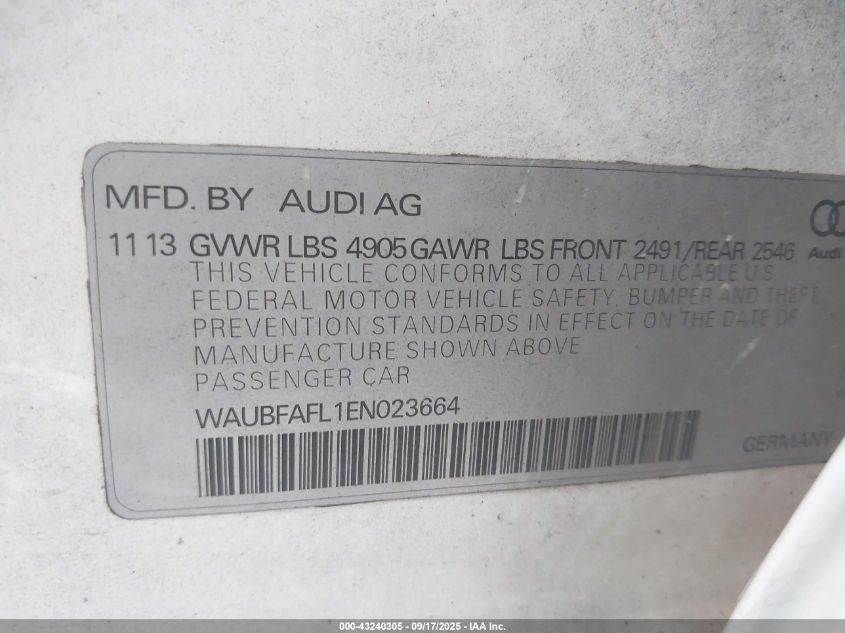 MFD. BY AUDI AG
11 13 GVWR LBS 4905 GAWR LBS FRONT 2491/REAR 2546
Audi
THIS VEHICLE CONFORMS TO ALL APPLICABLE U S
FEDERAL MOTOR VEHICLE SAFETY, BUMPER AND THEFT
PREVENTION STANDARDS IN EFFECT ON THE DATE OF
MANUFACTURE SHOWN ABOVE
PASSENGER CAR
WAUBFAFL1EN023664
GERMANY
000-43240305 - 09/17/2025 - IAA Inc.